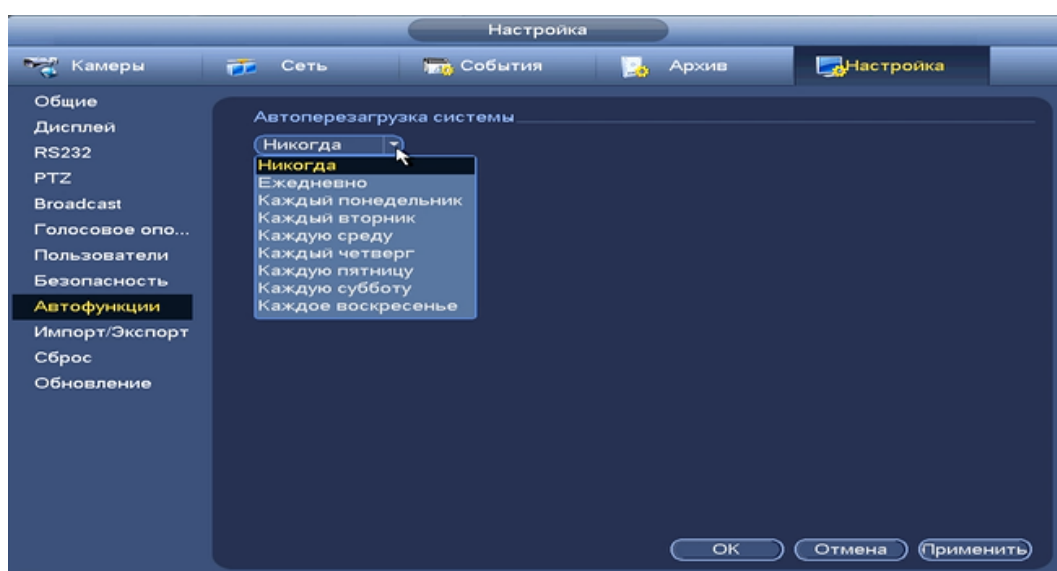 Настройка
Камеры
Сеть
События
Архив
Настройка
Общие
Дисплей
RS232
PTZ
Broadcast
Голосовое опо...
Пользователи
Безопасность
Автофункции
Импорт/Экспорт
Сброс
Обновление
Автоперезагрузка системы
Никогда
Никогда
Ежедневно
Каждый понедельник
Каждый вторник
Каждую среду
Каждый четверг
Каждую пятницу
Каждую субботу
Каждое воскресенье
OK
Отмена
Применить